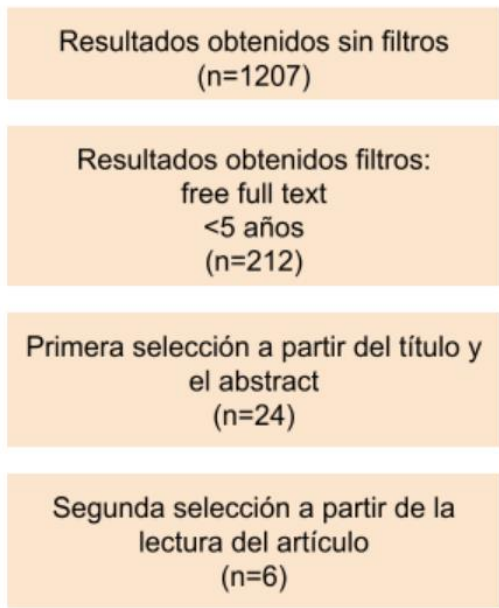 Resultados obtenidos sin filtros
(n=1207)
Resultados obtenidos filtros:
free full text
<5 años
(n=212)
Primera selección a partir del título y
el abstract
(n=24)
Segunda selección a partir de la
lectura del artículo
(n=6)